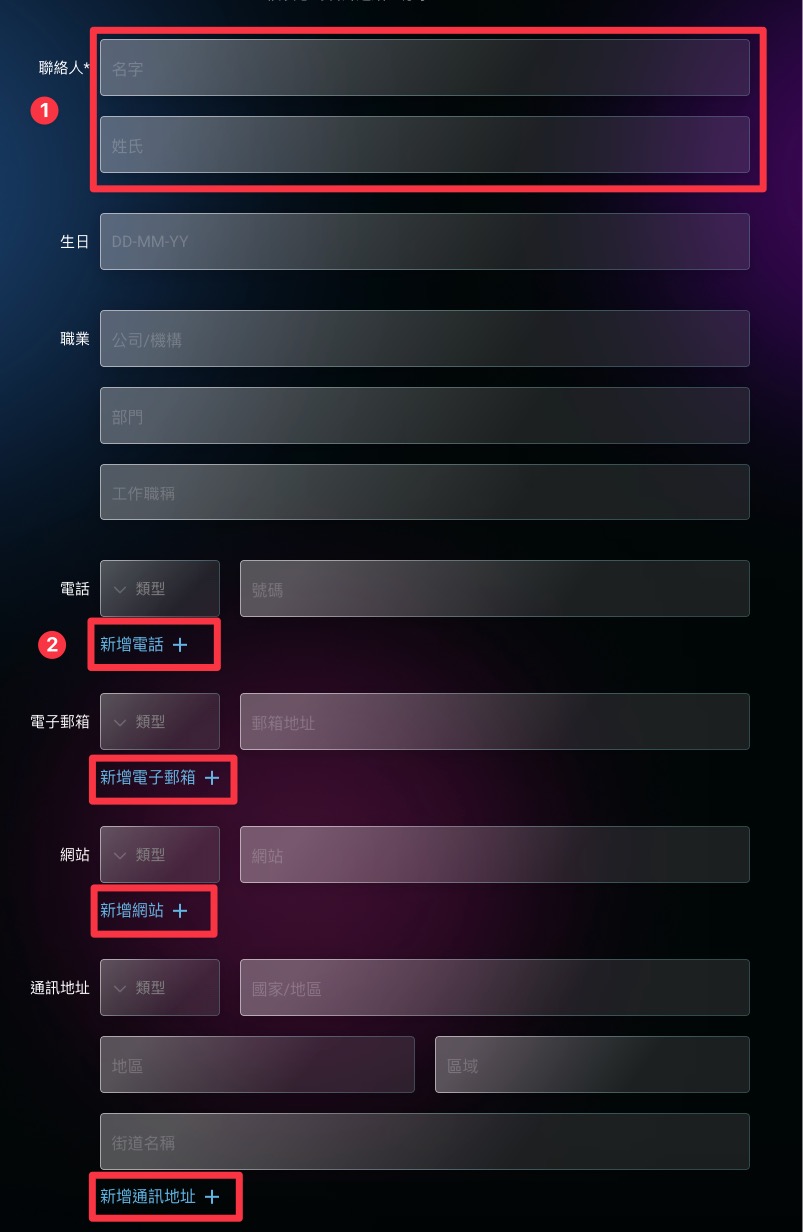 聯絡人*
名字
1
姓氏
生日
DD-MM-YY
職業
公司/機構
部門
工作職稱
電話
類型
號碼
2
新增電話 +
電子郵箱
類型
郵箱地址
新增電子郵箱 +
網站
類型
網站
新增網站 +
通訊地址
類型
國家/地區
地區
區域
街道名稱
新增通訊地址 +